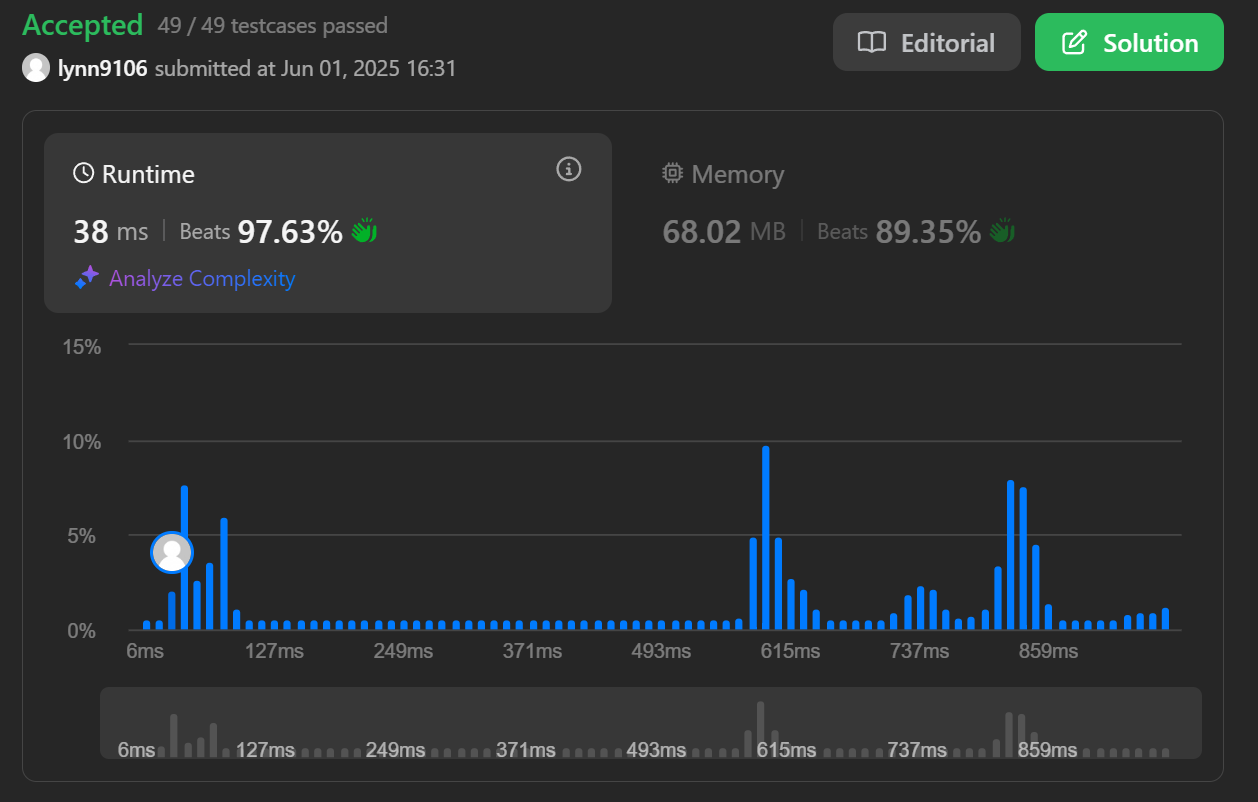 Accepted 49 / 49 testcases passed
Editorial
Solution
lynn9106 submitted at Jun 01, 2025 16:31
Runtime
38 ms | Beats 97.63%
Analyze Complexity
Memory
68.02 MB | Beats 89.35%
15%
10%
5%
0%
6ms 127ms 249ms 371ms 493ms 615ms 737ms 859ms
6ms 127ms 249ms 371ms 493ms 615ms 737ms 859ms